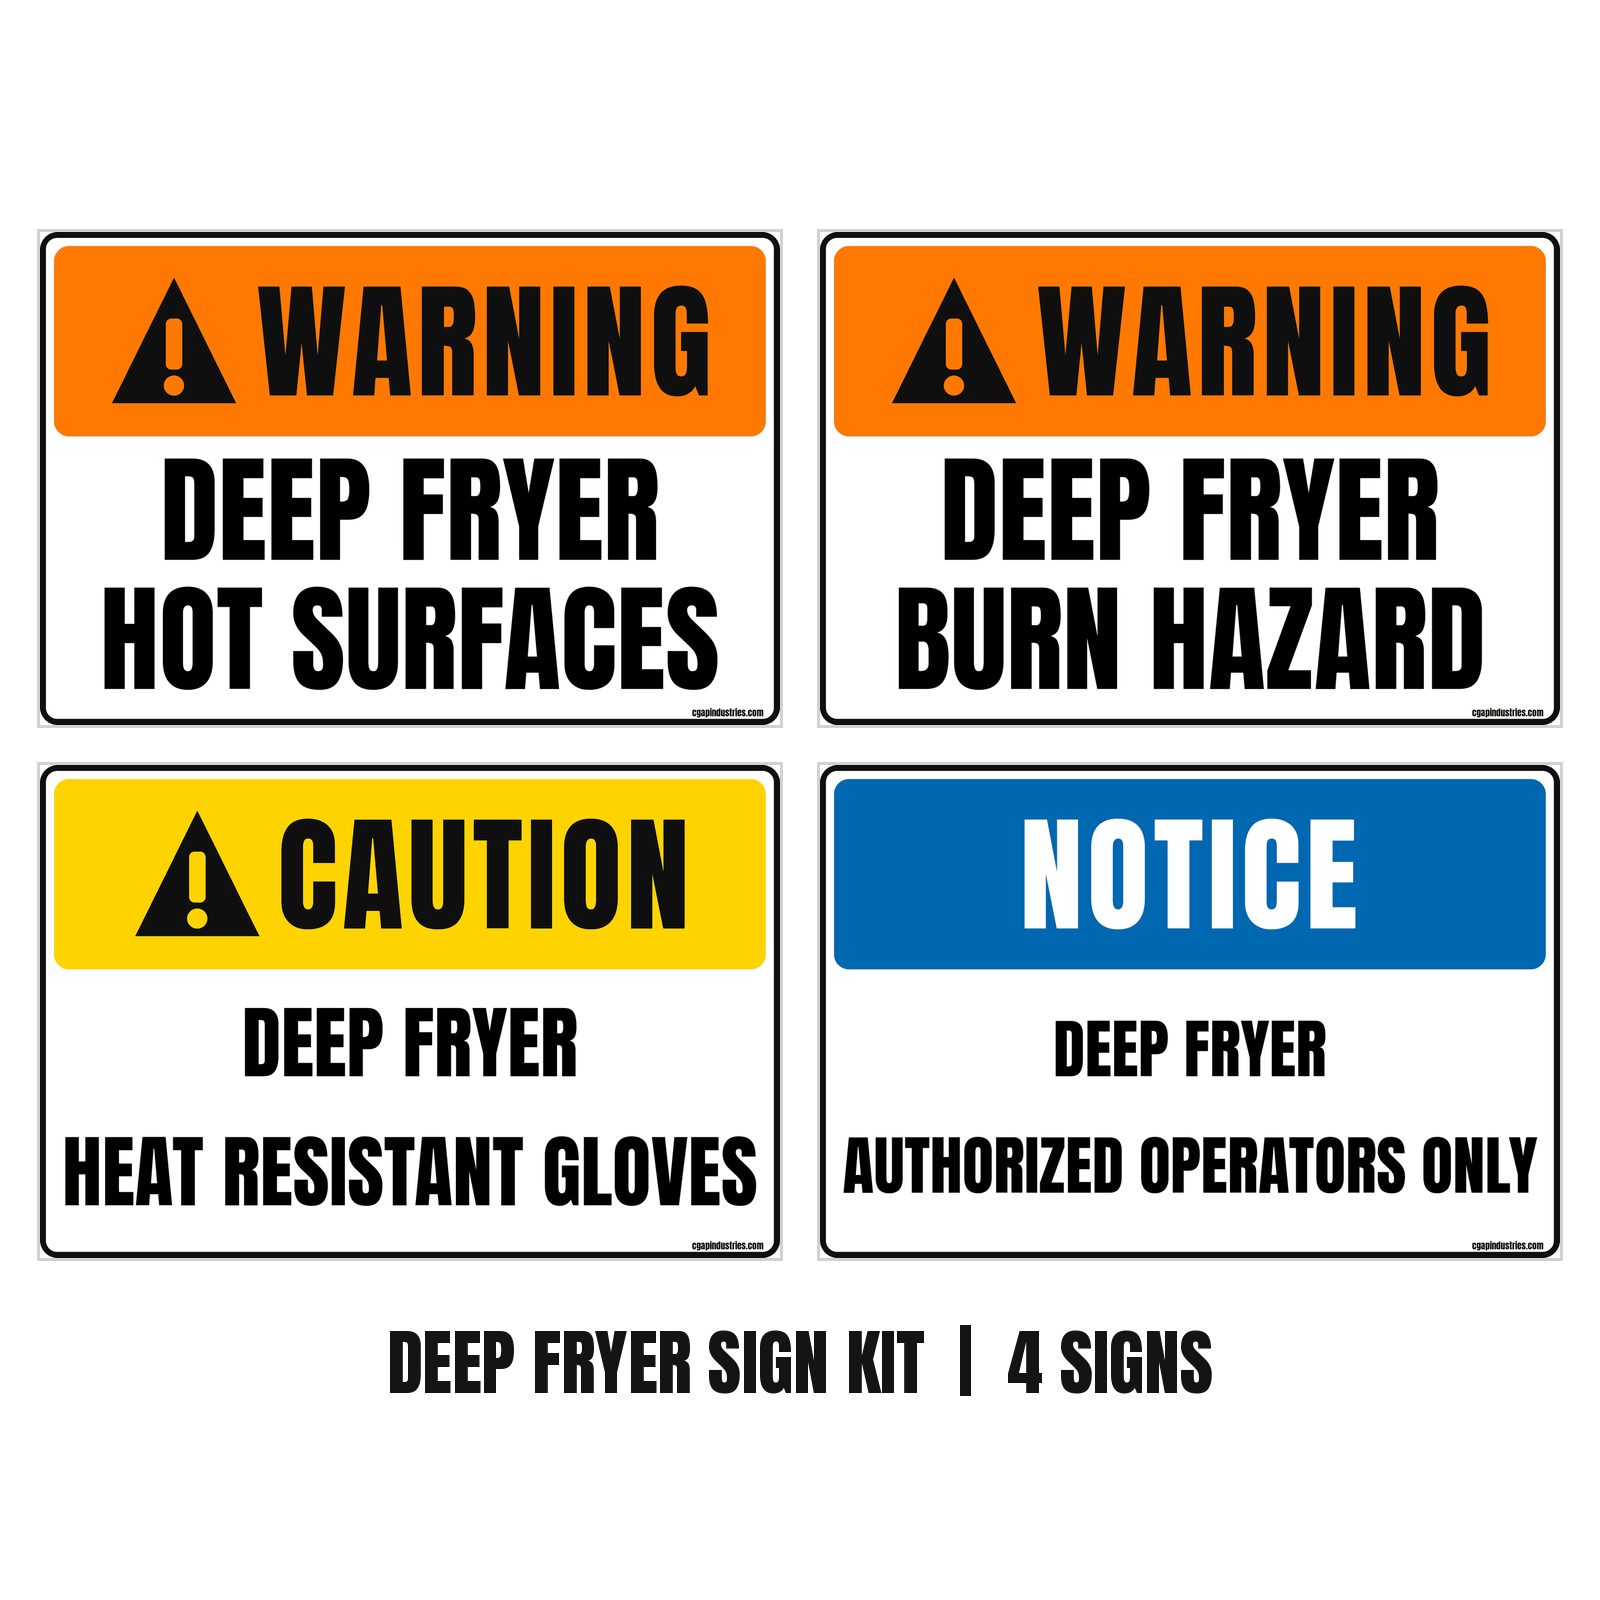 WARNING
DEEP FRYER
HOT SURFACES
cgapindustries.com
WARNING
DEEP FRYER
BURN HAZARD
cgapindustries.com
CAUTION
DEEP FRYER
HEAT RESISTANT GLOVES
cgapindustries.com
NOTICE
DEEP FRYER
AUTHORIZED OPERATORS ONLY
cgapindustries.com
DEEP FRYER SIGN KIT | 4 SIGNS